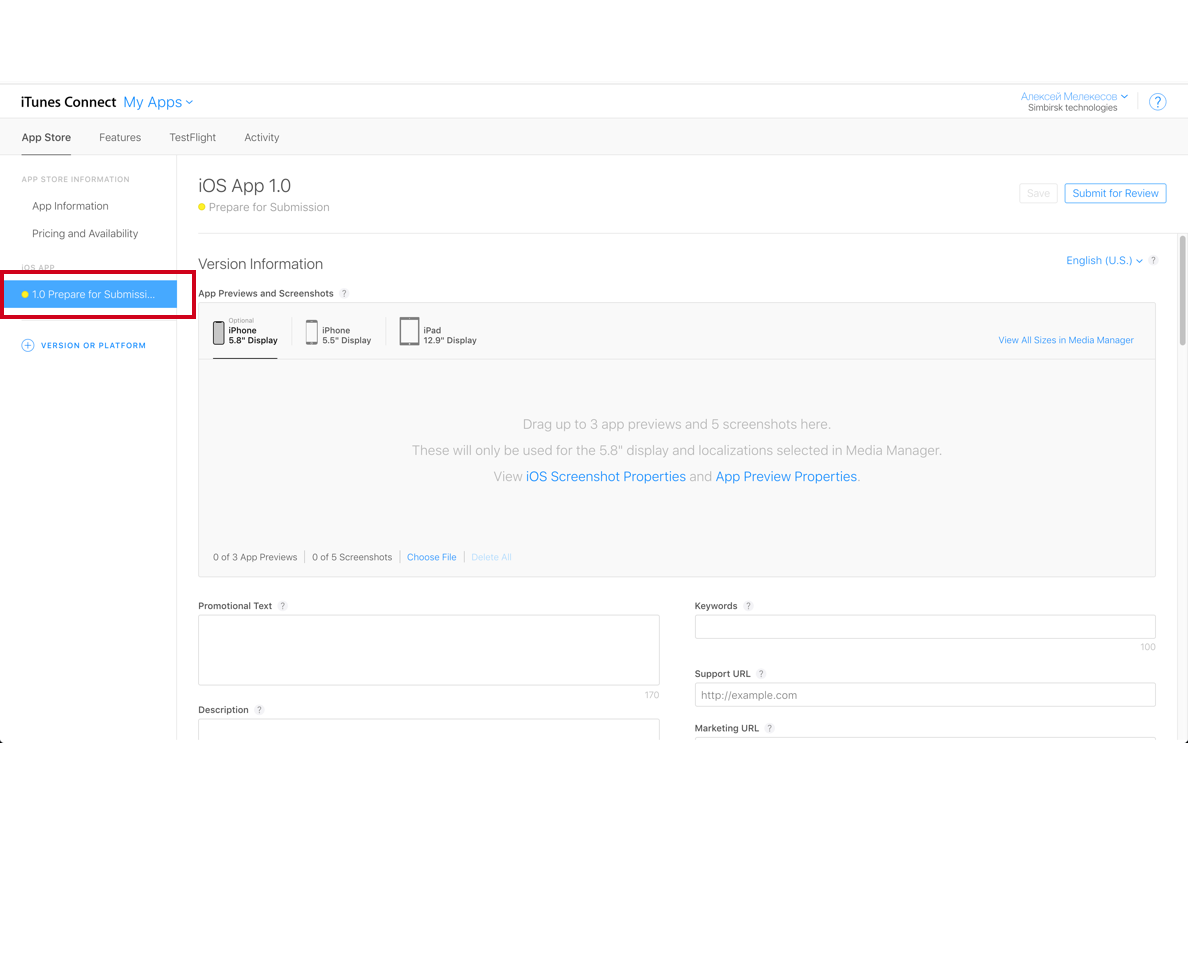 iTunes Connect My Apps
Алексей Мелекесов
Simbirsk technologies
?
App Store Features TestFlight Activity
APP STORE INFORMATION
App Information
Pricing and Availability
iOS APP
1.0 Prepare for Submissi...
VERSION OR PLATFORM
iOS App 1.0
Prepare for Submission
Save Submit for Review
Version Information
English (U.S.) ?
App Previews and Screenshots ?
Optional
iPhone
5.8" Display
iPhone
5.5" Display
iPad
12.9" Display
View All Sizes in Media Manager
Drag up to 3 app previews and 5 screenshots here.
These will only be used for the 5.8" display and localizations selected in Media Manager.
View iOS Screenshot Properties and App Preview Properties.
0 of 3 App Previews 0 of 5 Screenshots Choose File Delete All
Promotional Text ?
170
Description ?
Keywords ?
100
Support URL ?
http://example.com
Marketing URL ?